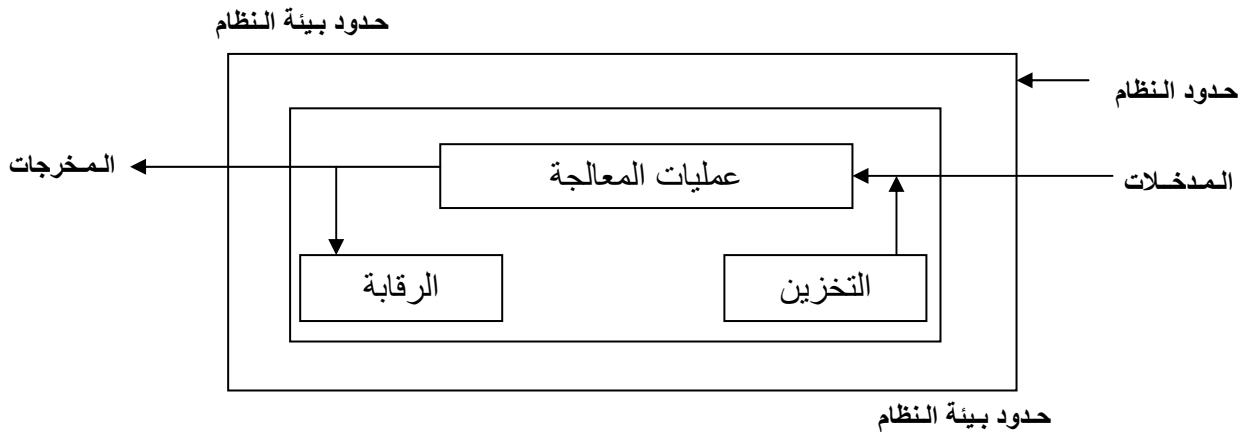 حدود بيئة النظام
حدود النظام
عمليات المعالجة
المخرجات
المدخلات
الرقابة
التخزين
حدود بيئة النظام